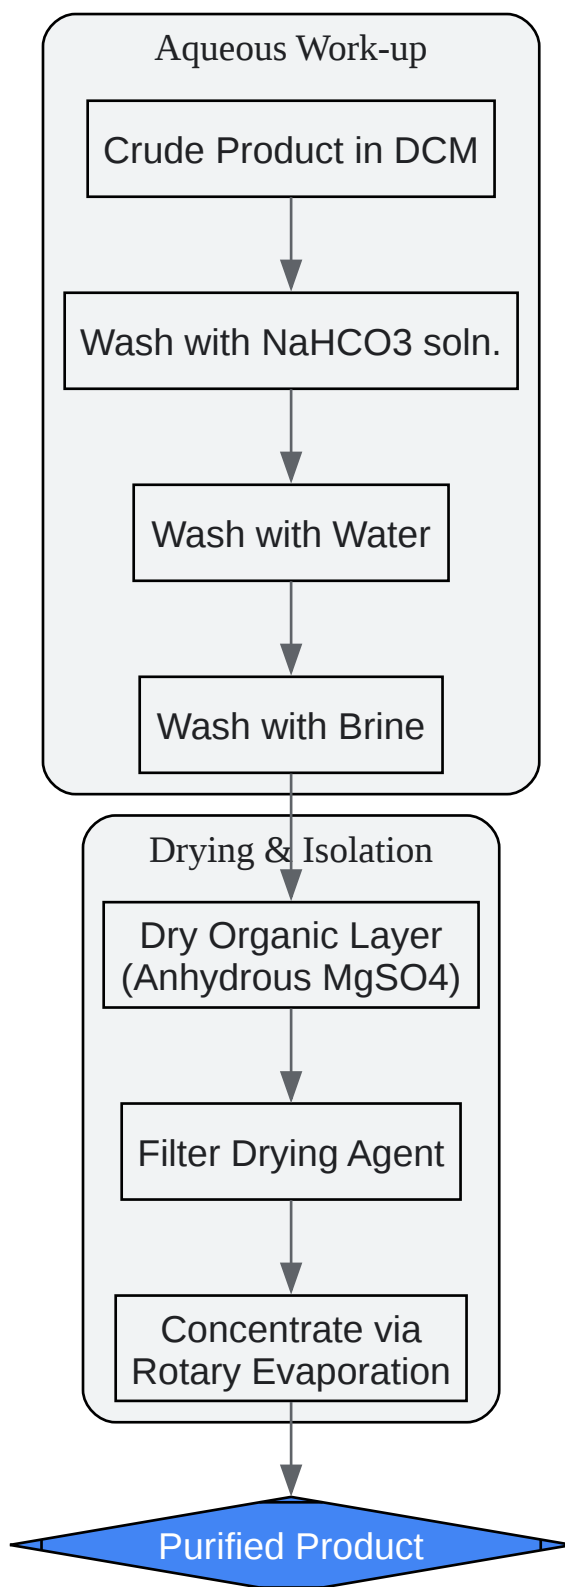 Aqueous Work-up
Crude Product in DCM
Wash with NaHCO3 soln.
Wash with Water
Wash with Brine
Drying & Isolation
Dry Organic Layer
(Anhydrous MgSO4)
Filter Drying Agent
Concentrate via
Rotary Evaporation
Purified Product